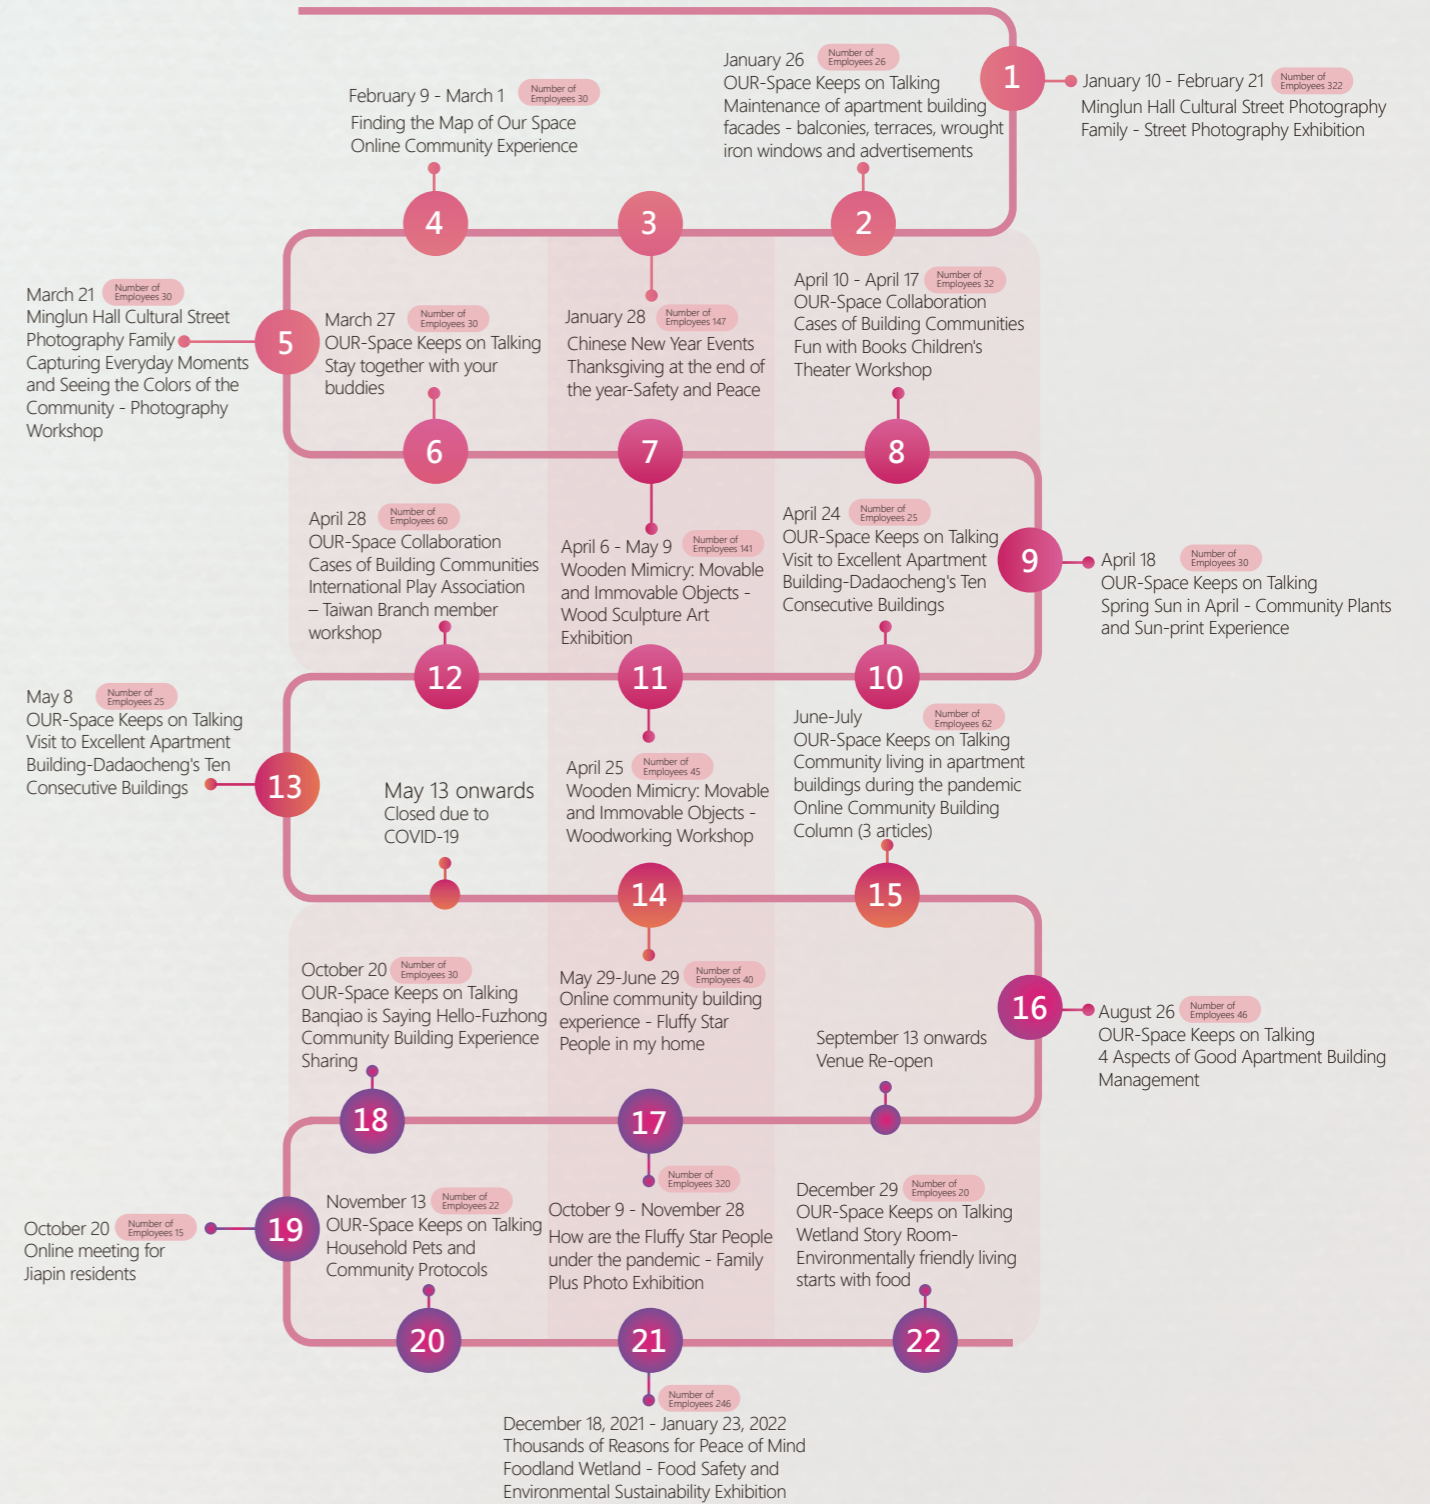 1
January 10 - February 21 Number of Employees 322
Minglun Hall Cultural Street Photography
Family - Street Photography Exhibition
January 26 Number of Employees 26
OUR-Space Keeps on Talking
Maintenance of apartment building
facades - balconies, terraces, wrought
iron windows and advertisements
2
3
January 28 Number of Employees 147
Chinese New Year Events
Thanksgiving at the end of
the year-Safety and Peace
February 9 - March 1 Number of Employees 30
Finding the Map of Our Space
Online Community Experience
4
March 21 Number of Employees 30
Minglun Hall Cultural Street
Photography Family
Capturing Everyday Moments
and Seeing the Colors of the
Community - Photography
Workshop
5
March 27 Number of Employees 30
OUR-Space Keeps on Talking
Stay together with your
buddies
6
7
April 6 - May 9 Number of Employees 141
Wooden Mimicry: Movable
and Immovable Objects -
Wood Sculpture Art
Exhibition
April 10 - April 17 Number of Employees 32
OUR-Space Collaboration
Cases of Building Communities
Fun with Books Children's
Theater Workshop
8
9
April 18 Number of Employees 30
OUR-Space Keeps on Talking
Spring Sun in April - Community Plants
and Sun-print Experience
April 24 Number of Employees 25
OUR-Space Keeps on Talking
Visit to Excellent Apartment
Building-Dadaocheng's Ten
Consecutive Buildings
10
11
April 25 Number of Employees 45
Wooden Mimicry: Movable
and Immovable Objects -
Woodworking Workshop
April 28 Number of Employees 60
OUR-Space Collaboration
Cases of Building Communities
International Play Association
– Taiwan Branch member
workshop
12
May 8 Number of Employees 25
OUR-Space Keeps on Talking
Visit to Excellent Apartment
Building-Dadaocheng's Ten
Consecutive Buildings
13
May 13 onwards
Closed due to
COVID-19
14
May 29-June 29 Number of Employees 40
Online community building
experience - Fluffy Star
People in my home
June-July Number of Employees 62
OUR-Space Keeps on Talking
Community living in apartment
buildings during the pandemic
Online Community Building
Column (3 articles)
15
16
August 26 Number of Employees 46
OUR-Space Keeps on Talking
4 Aspects of Good Apartment Building
Management
September 13 onwards
Venue Re-open
17
Number of Employees 320
October 9 - November 28
How are the Fluffy Star People
under the pandemic - Family
Plus Photo Exhibition
October 20 Number of Employees 30
OUR-Space Keeps on Talking
Banqiao is Saying Hello-Fuzhong
Community Building Experience
Sharing
18
October 20 Number of Employees 15
Online meeting for
Jiapin residents
19
November 13 Number of Employees 22
OUR-Space Keeps on Talking
Household Pets and
Community Protocols
20
21
Number of Employees 246
December 18, 2021 - January 23, 2022
Thousands of Reasons for Peace of Mind
Foodland Wetland - Food Safety and
Environmental Sustainability Exhibition
December 29 Number of Employees 20
OUR-Space Keeps on Talking
Wetland Story Room-
Environmentally friendly living
starts with food
22